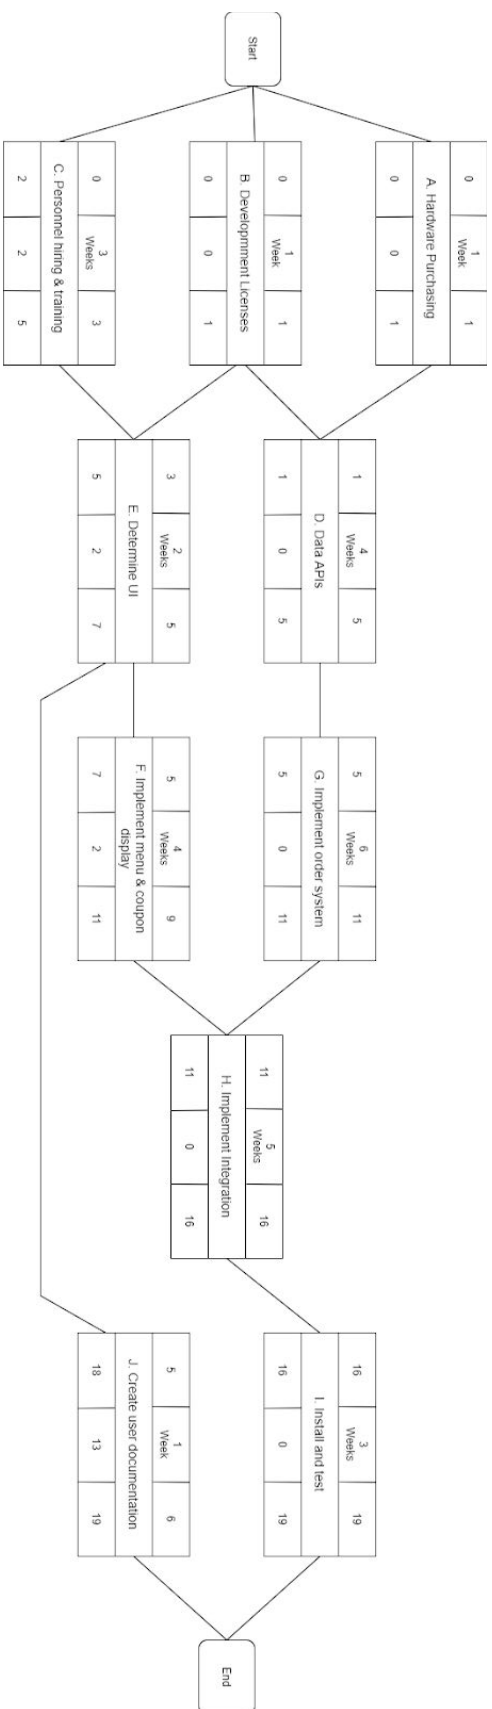 Start
0
1
Week
1
A. Hardware Purchasing
0
0
1
0
1
Week
1
B. Developmment Licenses
0
0
1
0
3
Weeks
3
C. Personnel hiring & training
2
2
5
1
4
Weeks
5
D. Data APIs
1
0
5
3
2
Weeks
5
E. Determine UI
5
2
7
5
6
Weeks
11
G. Implement order system
5
0
11
5
4
Weeks
9
F. Implement menu & coupon
display
7
2
11
11
5
Weeks
16
H. Implement Integration
11
0
16
16
3
Weeks
19
I. Install and test
16
0
19
5
1
Week
6
J. Create user documentation
18
13
19
End